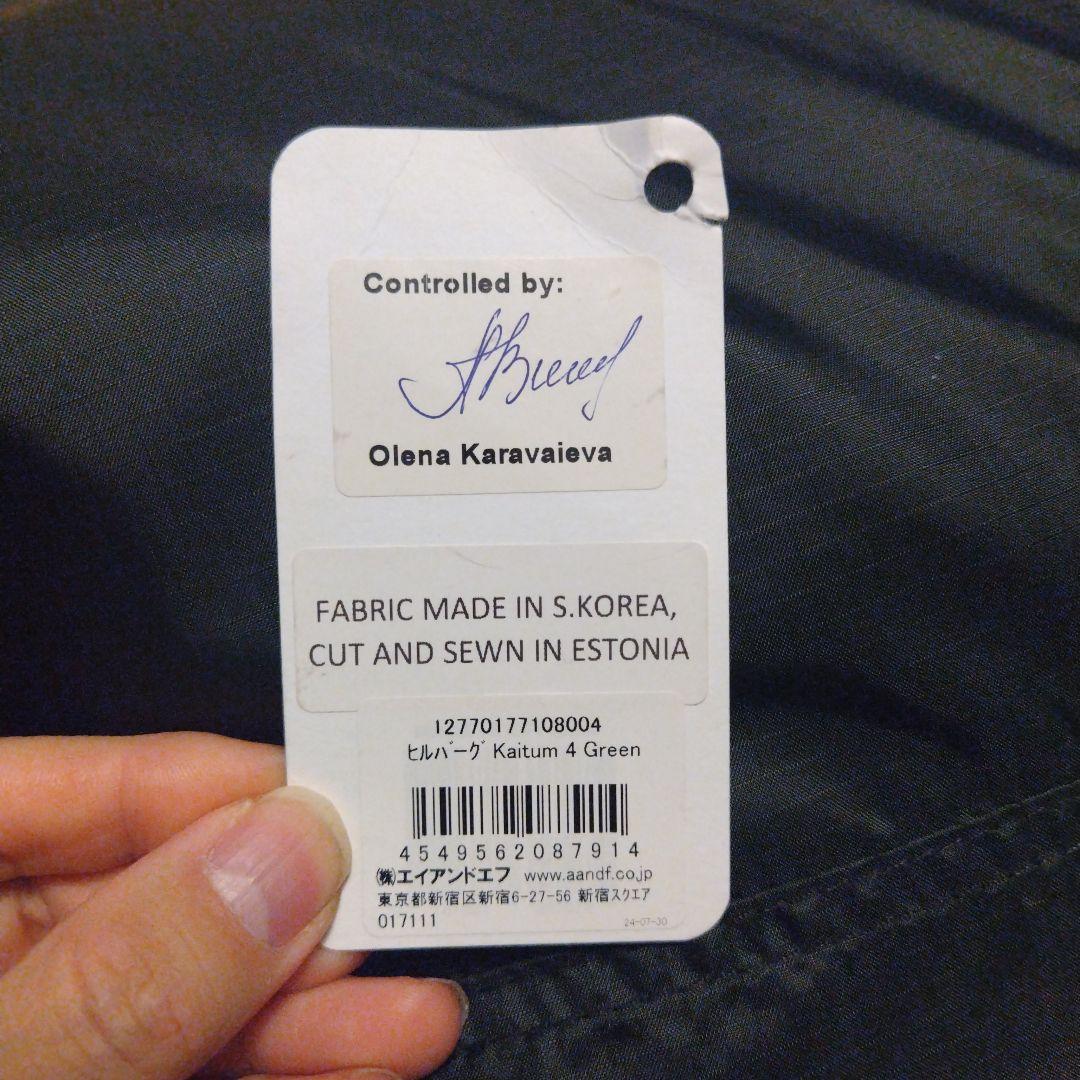 Controlled by:
Olena Karavaieva
FABRIC MADE IN S.KOREA,
CUT AND SEWN IN ESTONIA
12770177108004
ﾋﾙﾊﾞｰｸﾞ Kaitum 4 Green
4549562087914
㈱エイアンドエフ www.aandf.co.jp
東京都新宿区新宿6-27-56 新宿スクエア
017111 24-07-30